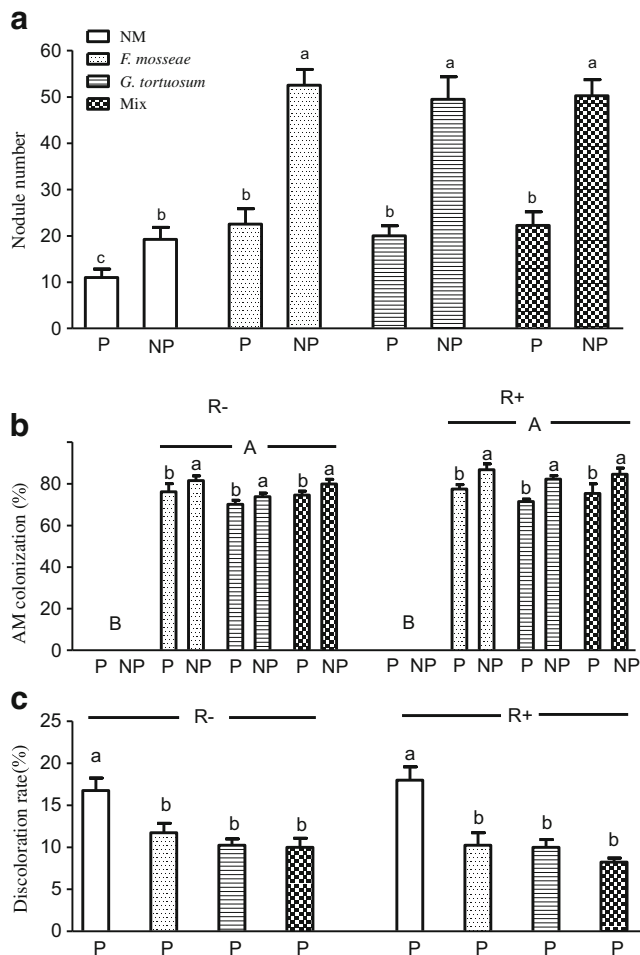 a
NM
F. mosseae
G. tortuosum
Mix
Nodule number
60
50
40
30
20
10
0
c
b
b
a
b
a
b
a
P NP P NP P NP P NP
b
R- R+
A A
AM colonization (%)
100
80
60
40
20
0
B
b a b a b a
B
b a b a b a
P NP P NP P NP P NP P NP P NP P NP P NP
c
R- R+
Discoloration rate(%)
25
20
15
10
5
0
a b b b a b b b
P P P P P P P P